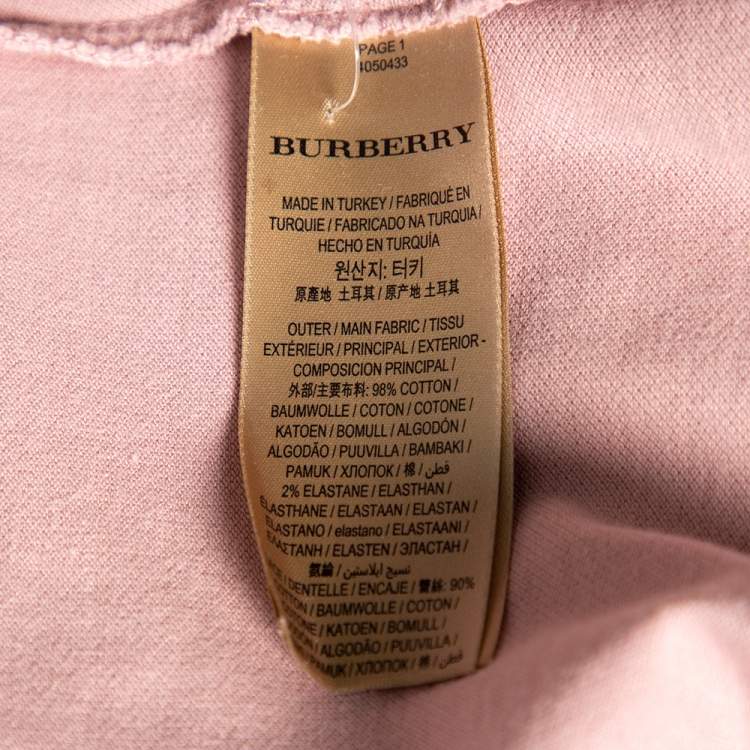 PAGE 1
4050433
BURBERRY
MADE IN TURKEY / FABRIQUÉ EN
TURQUIE / FABRICADO NA TURQUIA /
HECHO EN TURQUÍA
원산지: 터키
原產地 土耳其 / 原产地 土耳其
OUTER / MAIN FABRIC / TISSU
EXTÉRIEUR / PRINCIPAL / EXTERIOR -
COMPOSICION PRINCIPAL /
外部/主要布料: 98% COTTON /
BAUMWOLLE / COTON / COTONE /
KATOEN / BOMULL / ALGODÓN /
ALGODÃO / PUUVILLA / BAMBAKI /
PAMUK / ХЛОПОК / 棉 / قطن /
2% ELASTANE / ELASTHAN /
ELASTHANE / ELASTAAN / ELASTAN /
ELASTANO / elastano / ELASTAANI /
ΕΛΑΣΤΑΝΗ / ELASTEN / ЭЛАСТАН /
氨綸 / نسيج ايلاستين /
/ DENTELLE / ENCAJE / 蕾絲: 90%
COTTON / BAUMWOLLE / COTON /
/ KATOEN / BOMULL /
/ ALGODÃO / PUUVILLA /
PAMUK / ХЛОПОК / 棉 / قطن /